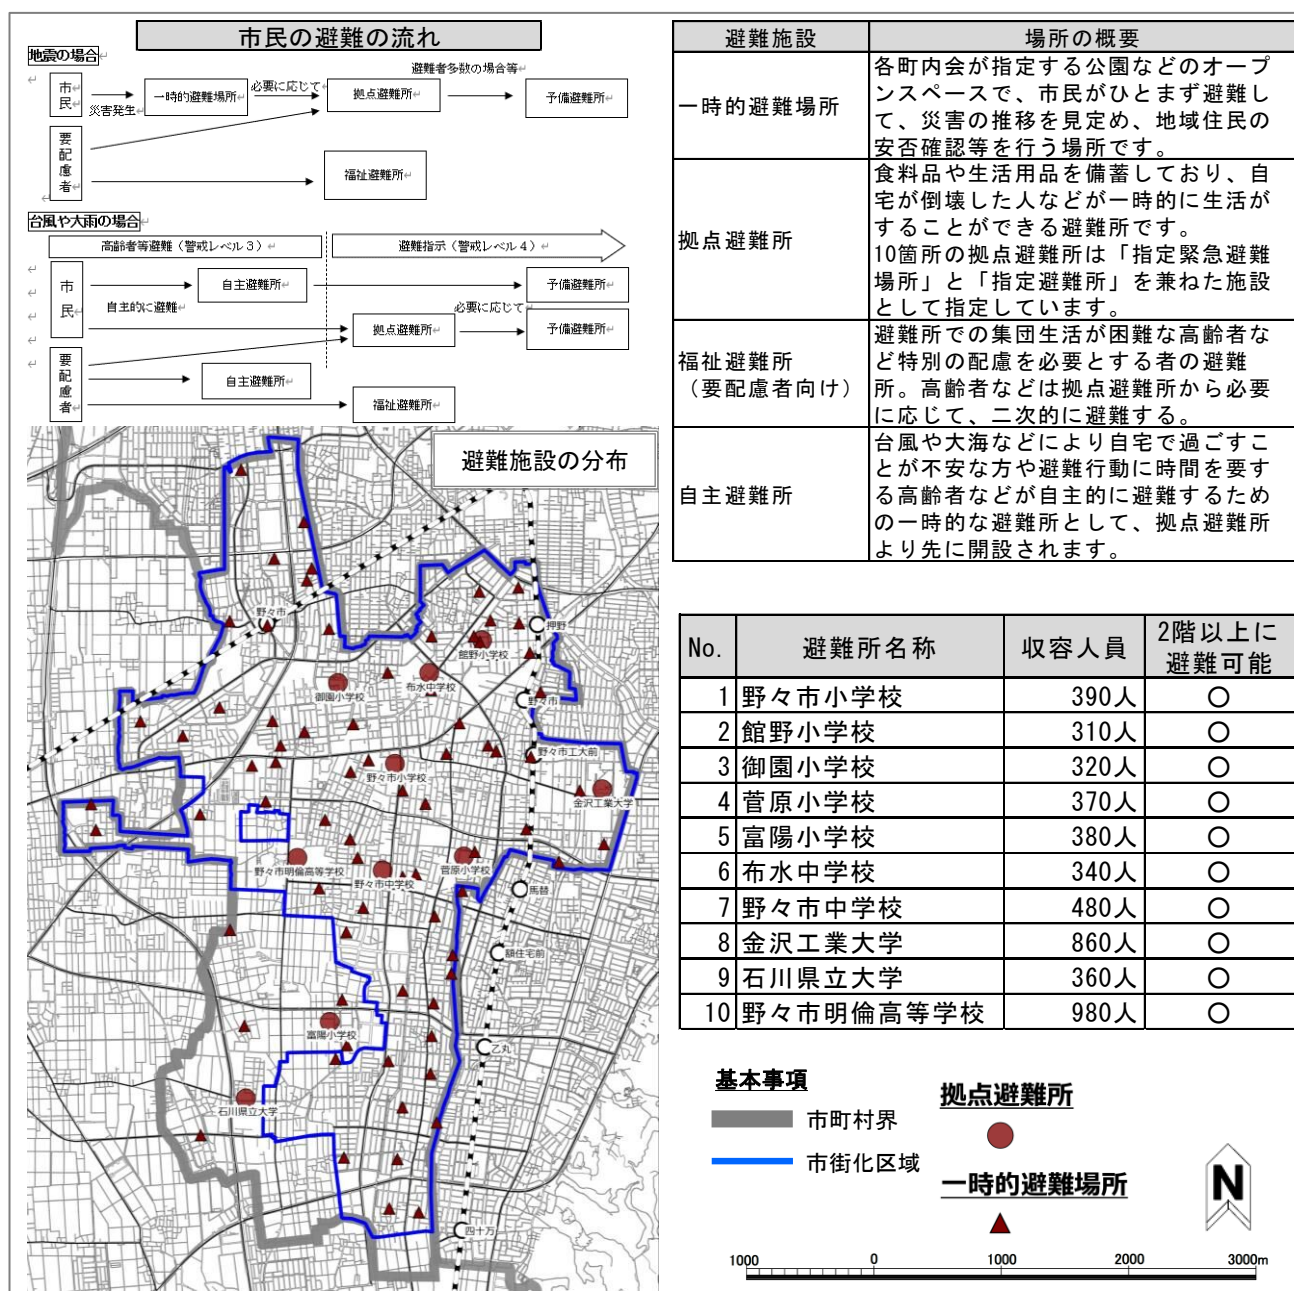 市民の避難の流れ
地震の場合
市民
災害発生
一時的避難場所
必要に応じて
拠点避難所
避難者多数の場合等
予備避難所
要配慮者
福祉避難所
台風や大雨の場合
高齢者等避難（警戒レベル３）
避難指示（警戒レベル４）
市民
自主的に避難
自主避難所
予備避難所
拠点避難所
必要に応じて
予備避難所
要配慮者
自主避難所
福祉避難所
避難施設 場所の概要
一時的避難場所
各町内会が指定する公園などのオープ
ンスペースで、市民がひとまず避難し
て、災害の推移を見定め、地域住民の
安否確認等を行う場所です。
拠点避難所
食料品や生活用品を備蓄しており、自
宅が倒壊した人などが一時的に生活が
することができる避難所です。
10箇所の拠点避難所は「指定緊急避難
場所」と「指定避難所」を兼ねた施設
として指定しています。
福祉避難所
（要配慮者向け）
避難所での集団生活が困難な高齢者な
ど特別の配慮を必要とする者の避難
所。高齢者などは拠点避難所から必要
に応じて、二次的に避難する。
自主避難所
台風や大海などにより自宅で過ごすこ
とが不安な方や避難行動に時間を要す
る高齢者などが自主的に避難するため
の一時的な避難所として、拠点避難所
より先に開設されます。
避難施設の分布
野々市
押野
館野小学校
布水中学校
御園小学校
野々市
野々市工大前
野々市小学校
金沢工業大学
野々市明倫高等学校
野々市中学校
菅原小学校
馬替
額住宅前
富陽小学校
乙丸
石川県立大学
四十万
No. 避難所名称 収容人員 2階以上に
避難可能
1 野々市小学校 390人 〇
2 館野小学校 310人 〇
3 御園小学校 320人 〇
4 菅原小学校 370人 〇
5 富陽小学校 380人 〇
6 布水中学校 340人 〇
7 野々市中学校 480人 〇
8 金沢工業大学 860人 〇
9 石川県立大学 360人 〇
10 野々市明倫高等学校 980人 〇
基本事項
市町村界
市街化区域
拠点避難所
一時的避難場所
N
1000 0 1000 2000 3000m